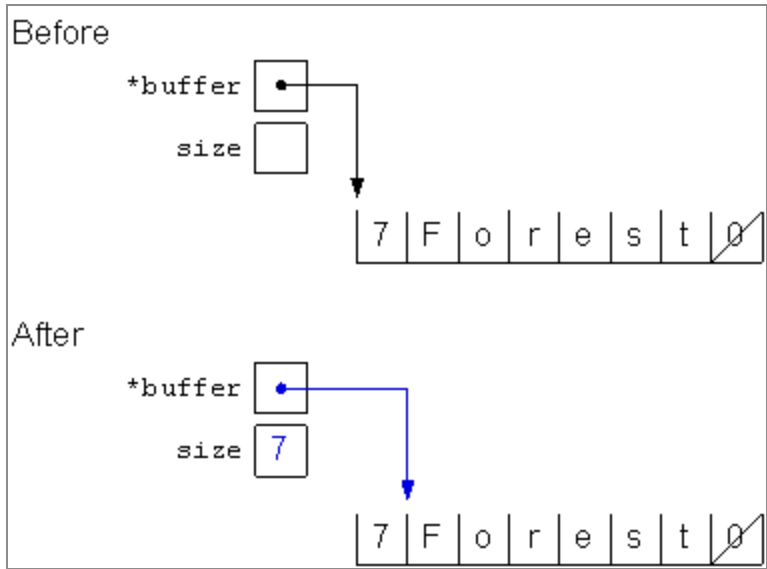 Before
*buffer
size
7 F o r e s t 0
After
*buffer
size 7
7 F o r e s t 0